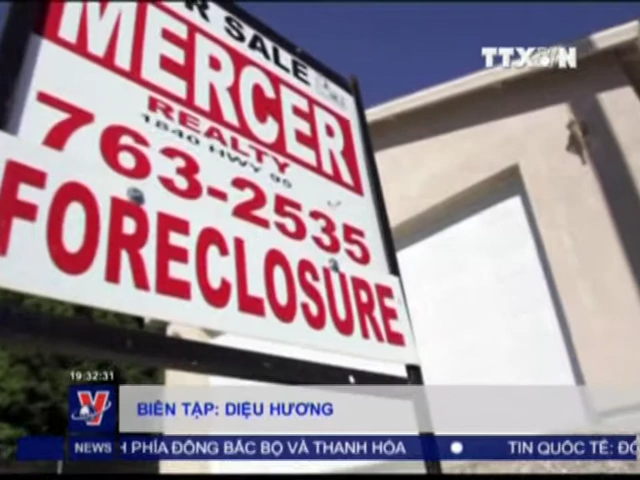 R SALE
TTXVN
MERCER
REALTY
1840 HWY 95
763-2535
FORECLOSURE
19:32:31
V
BIÊN TẬP: DIỆU HƯƠNG
NEWS
H PHÍA ĐÔNG BẮC BỘ VÀ THANH HÓA
TIN QUỐC TẾ: ĐÓ